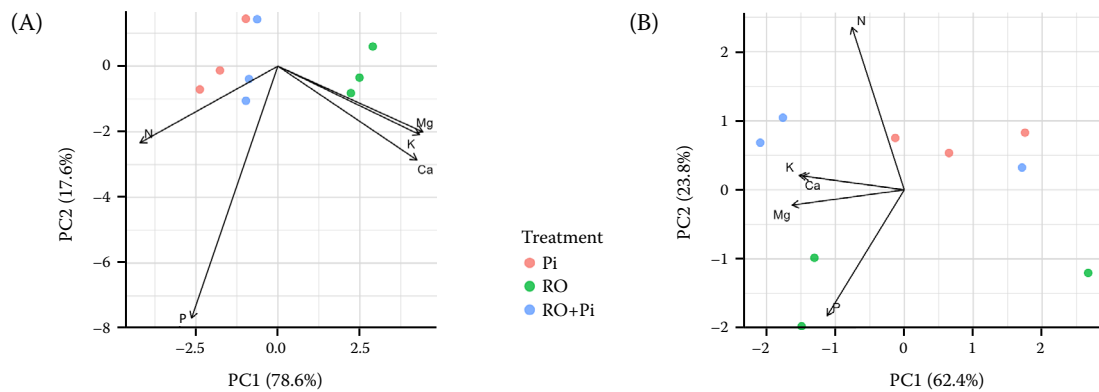 (A)
PC2 (17.6%)
0
−2
−4
−6
−8
N
Mg
K
Ca
P
−2.5 0.0 2.5
PC1 (78.6%)
Treatment
Pi
RO
RO+Pi
(B)
PC2 (23.8%)
2
1
0
−1
−2
N
K
Ca
Mg
P
−2 −1 0 1 2
PC1 (62.4%)